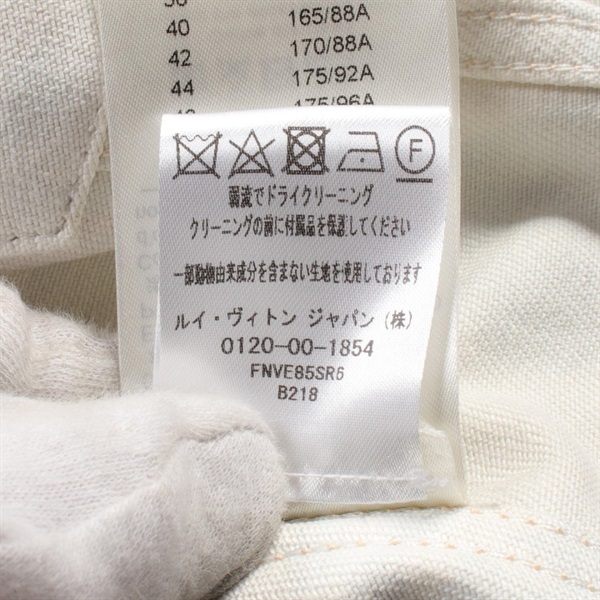 40 165/88A
42 170/88A
44 175/92A
175/96A
F
弱流でドライクリーニング
クリーニングの前に付属品を保護してください
一部動物由来成分を含まない生地を使用しております
ルイ・ヴィトン ジャパン (株)
0120-00-1854
FNVE85SR6
B218